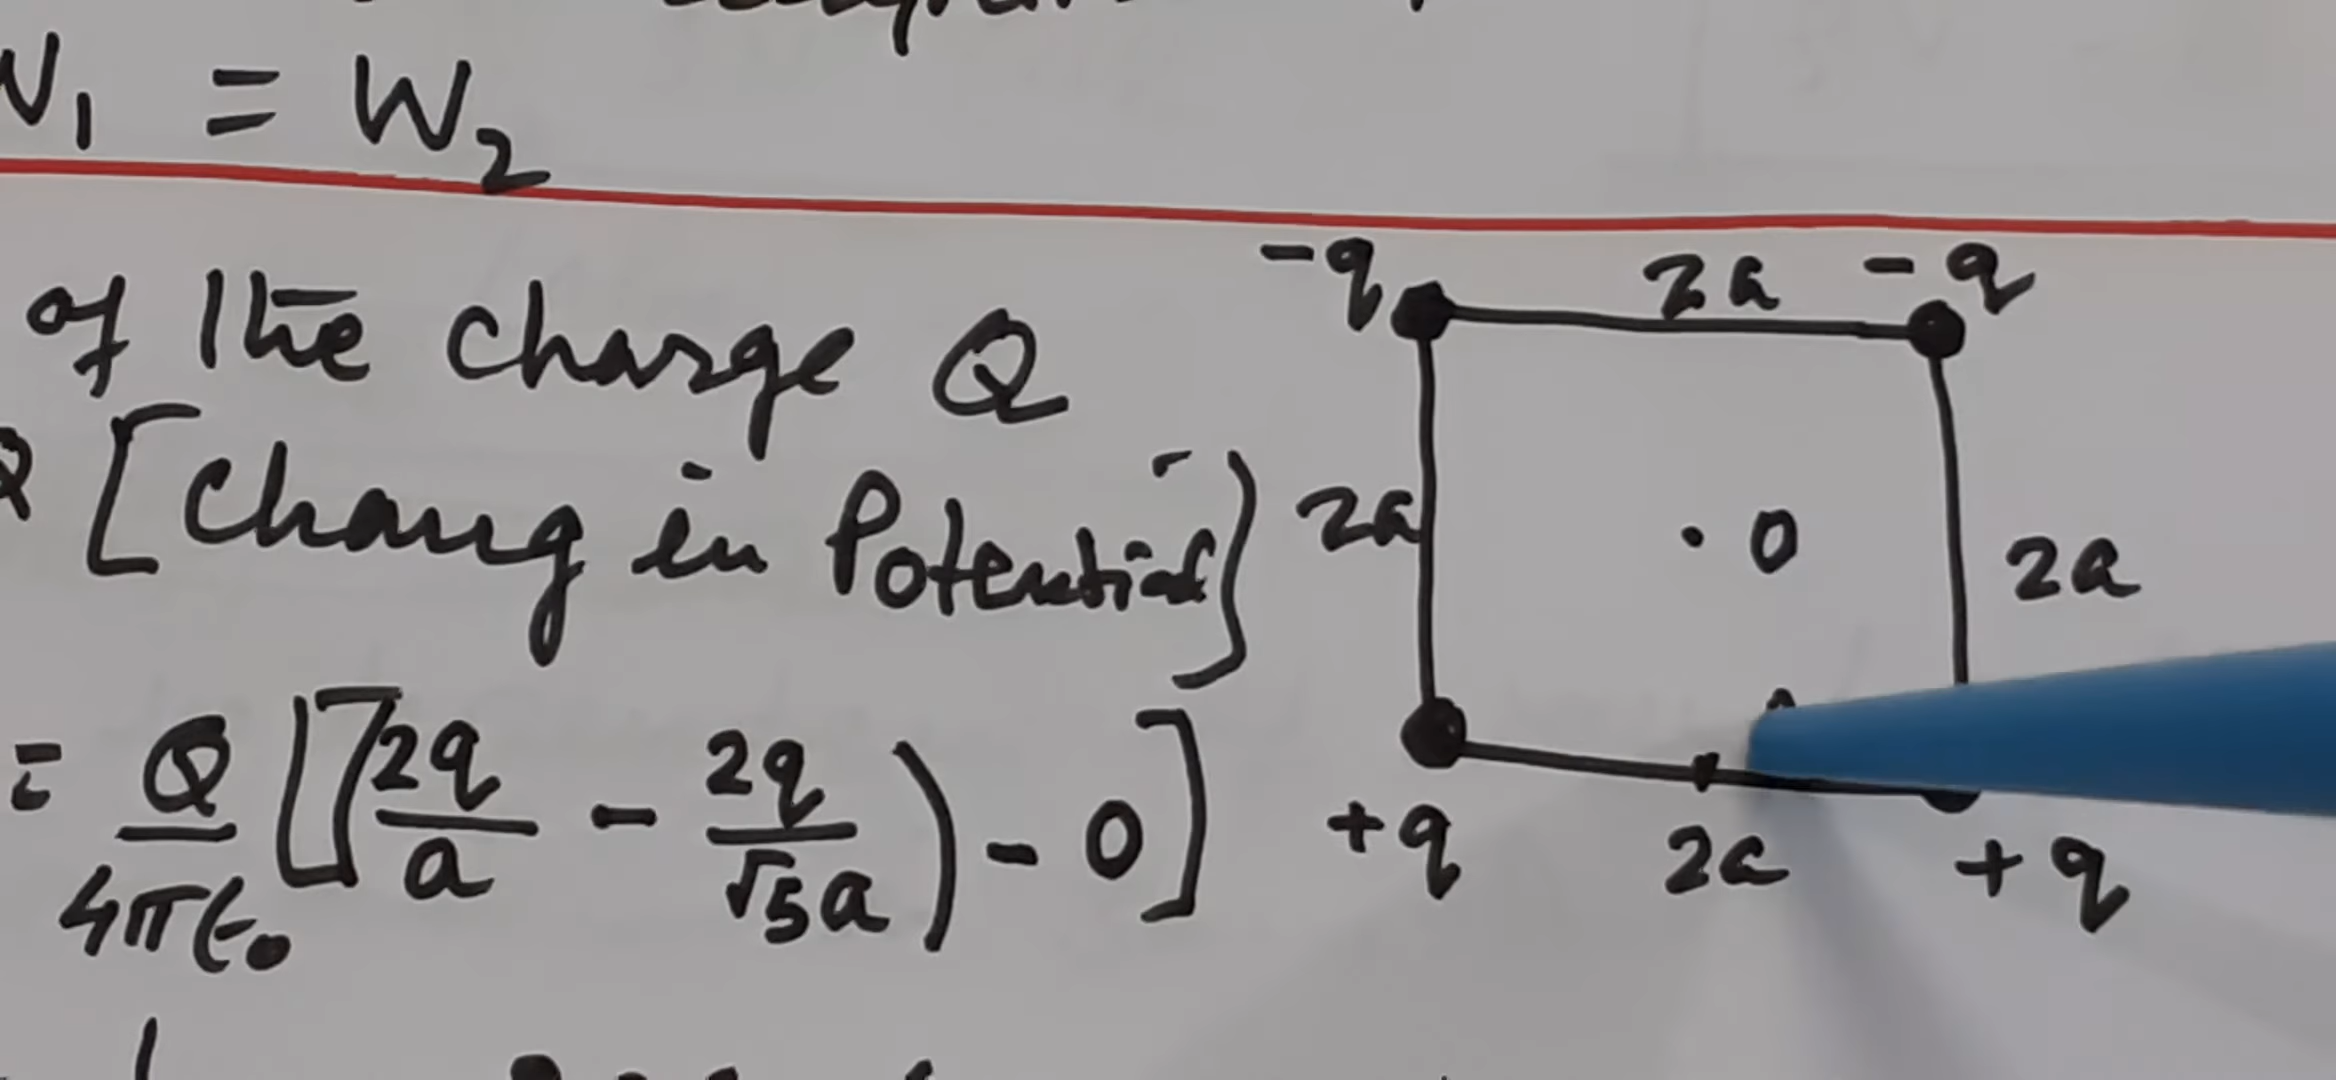 W₁ = W₂
of the charge Q
Q [Chang in Potential]
= Q/4πε₀ [(2q/a - 2q/√5a) - 0]
-q 2a -q
2a . O 2a
+q 2a +q